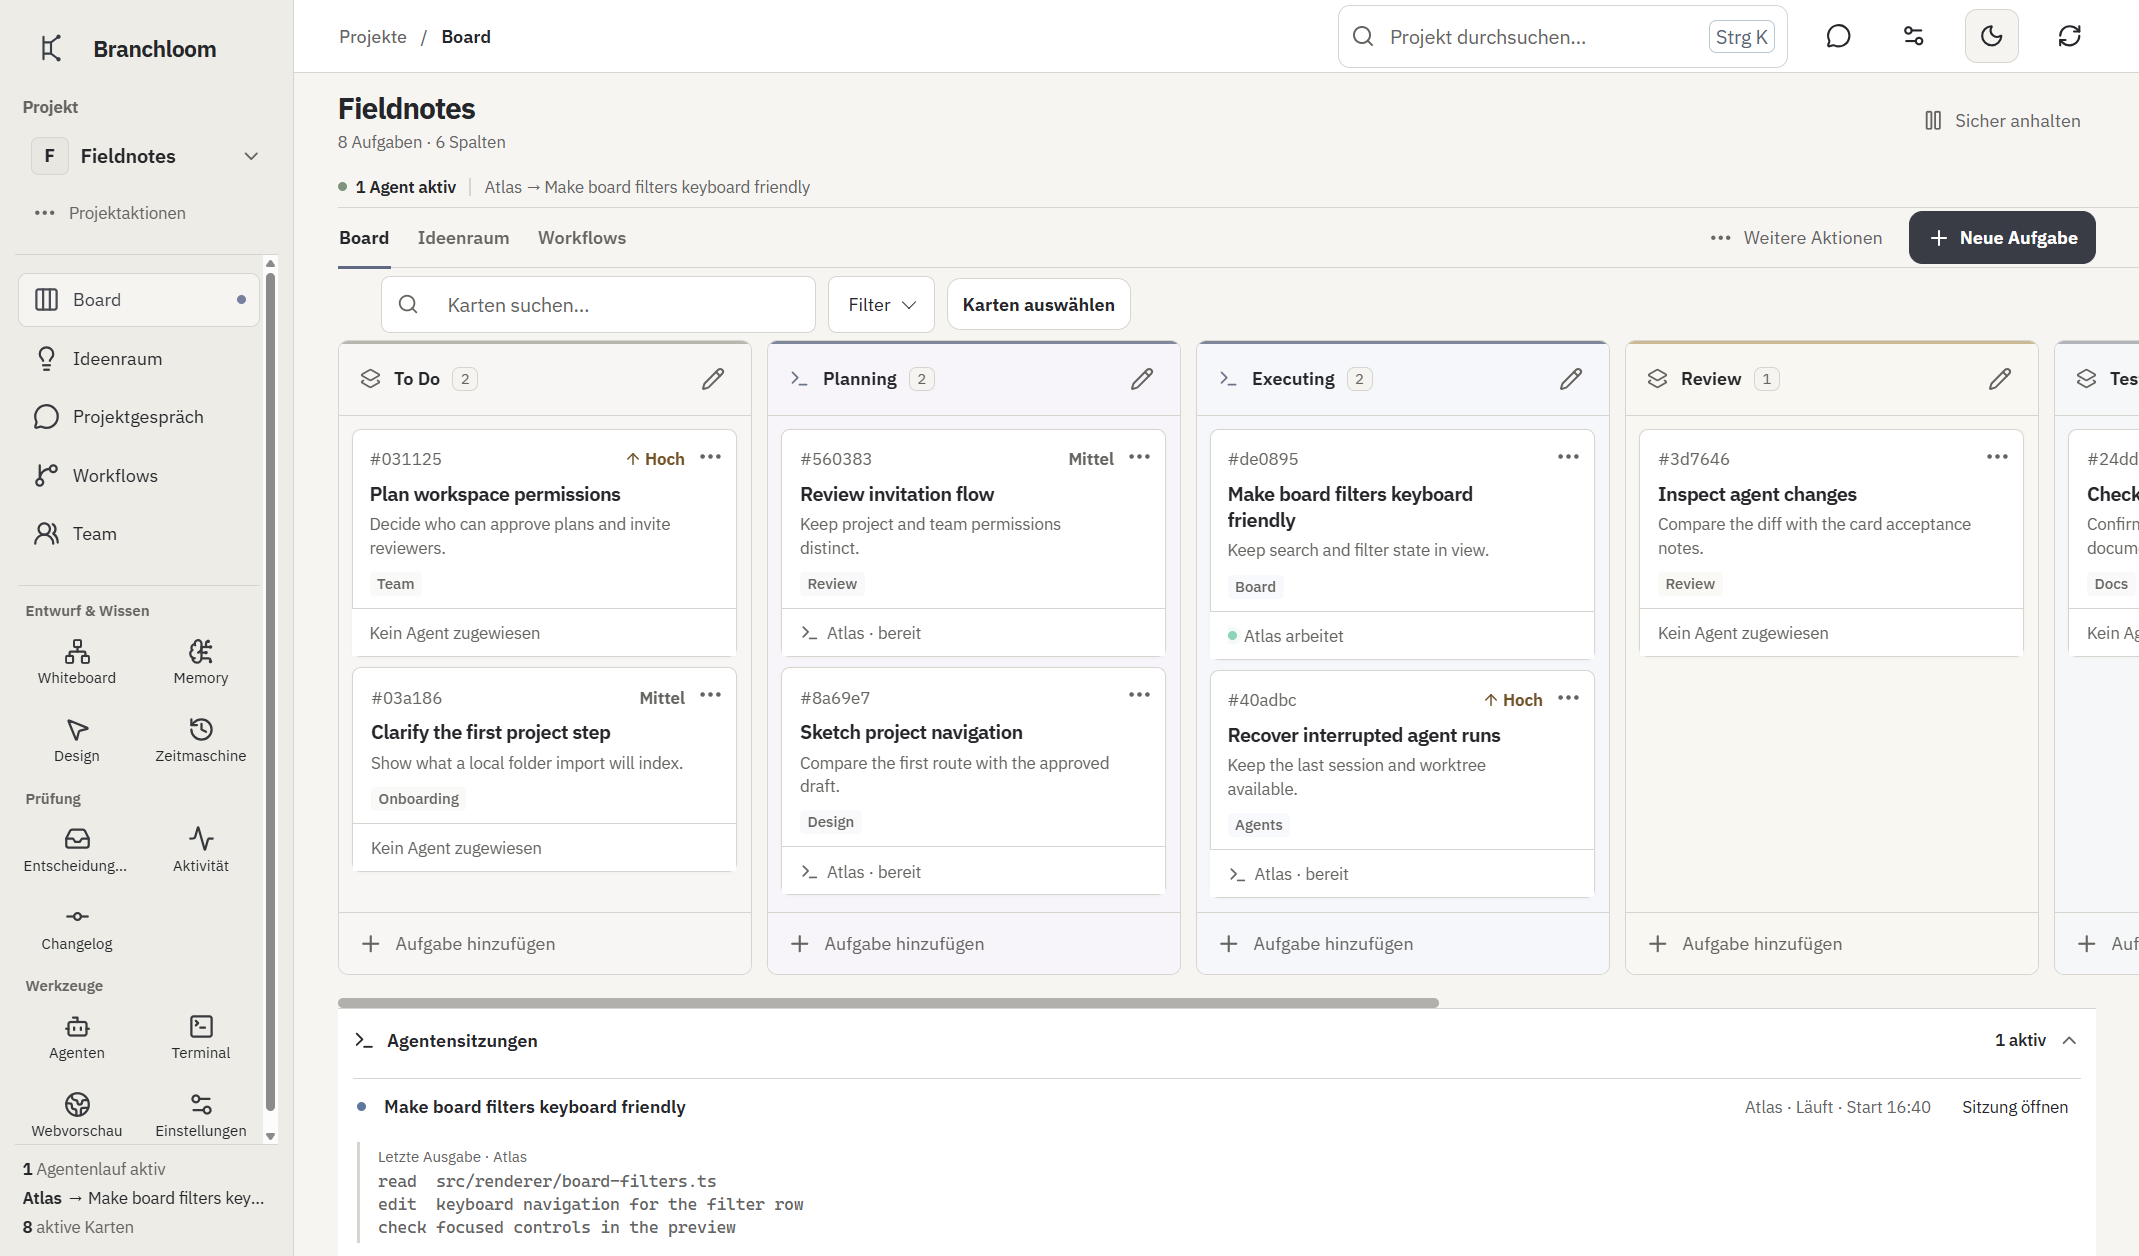 Branchloom
Projekt
F Fieldnotes
Projektaktionen
Board
Ideenraum
Projektgespräch
Workflows
Team
Entwurf & Wissen
Whiteboard
Memory
Design
Zeitmaschine
Prüfung
Entscheidung...
Aktivität
Changelog
Werkzeuge
Agenten
Terminal
Webvorschau
Einstellungen
1 Agentenlauf aktiv
Atlas → Make board filters key...
8 aktive Karten
Projekte / Board
Projekt durchsuchen...
Strg K
Fieldnotes
8 Aufgaben · 6 Spalten
Sicher anhalten
1 Agent aktiv
Atlas → Make board filters keyboard friendly
Board
Ideenraum
Workflows
Weitere Aktionen
Neue Aufgabe
Karten suchen...
Filter
Karten auswählen
To Do 2
#031125
↑ Hoch
Plan workspace permissions
Decide who can approve plans and invite
reviewers.
Team
Kein Agent zugewiesen
#03a186
Mittel
Clarify the first project step
Show what a local folder import will index.
Onboarding
Kein Agent zugewiesen
Aufgabe hinzufügen
Planning 2
#560383
Mittel
Review invitation flow
Keep project and team permissions
distinct.
Review
Atlas · bereit
#8a69e7
Sketch project navigation
Compare the first route with the approved
draft.
Design
Atlas · bereit
Aufgabe hinzufügen
Executing 2
#de0895
Make board filters keyboard
friendly
Keep search and filter state in view.
Board
Atlas arbeitet
#40adbc
↑ Hoch
Recover interrupted agent runs
Keep the last session and worktree
available.
Agents
Atlas · bereit
Aufgabe hinzufügen
Review 1
#3d7646
Inspect agent changes
Compare the diff with the card acceptance
notes.
Review
Kein Agent zugewiesen
Aufgabe hinzufügen
Tes
#24dd
Check
Confirm
docum
Docs
Kein Ag
Auf
Agentensitzungen
1 aktiv
Make board filters keyboard friendly
Atlas · Läuft · Start 16:40
Sitzung öffnen
Letzte Ausgabe · Atlas
read src/renderer/board-filters.ts
edit keyboard navigation for the filter row
check focused controls in the preview